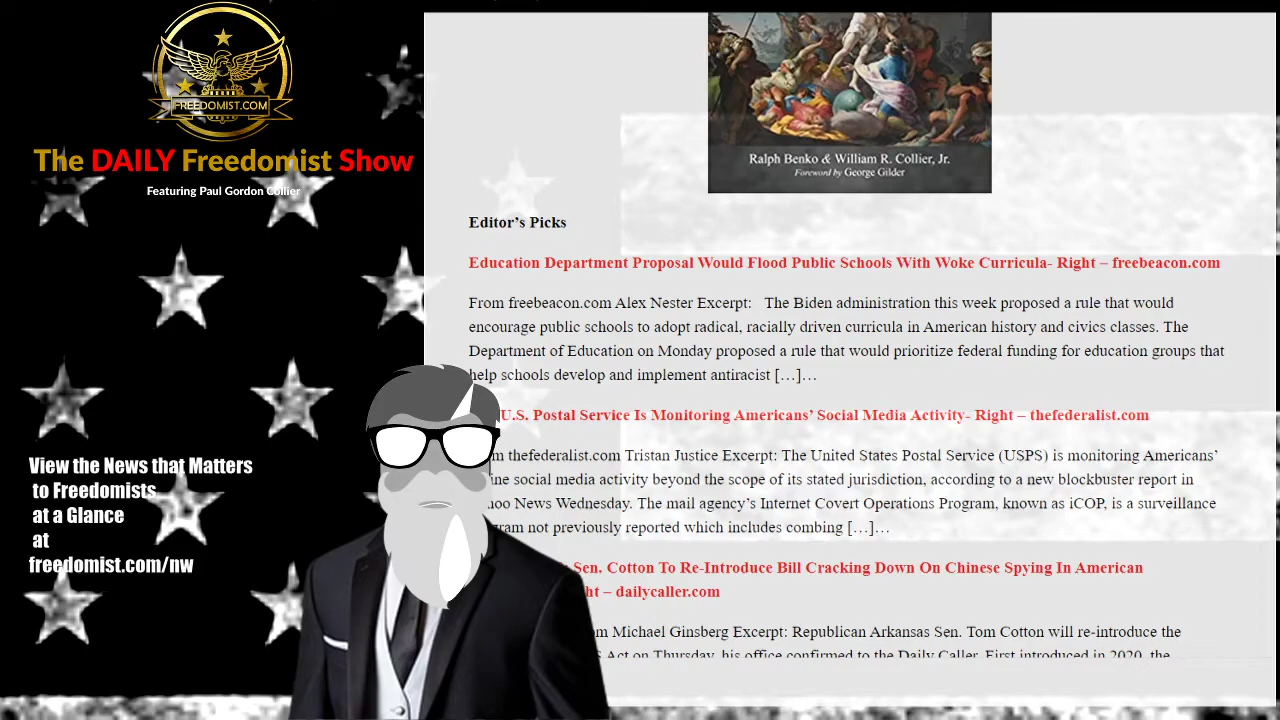 FREEDOMIST.COM
The DAILY Freedomist Show
Featuring Paul Gordon Collier
View the News that Matters
to Freedomists
at a Glance
at
freedomist.com/nw
Ralph Benko & William R. Collier, Jr.
Foreword by George Gilder
Editor's Picks
Education Department Proposal Would Flood Public Schools With Woke Curricula- Right – freebeacon.com
From freebeacon.com Alex Nester Excerpt: The Biden administration this week proposed a rule that would
encourage public schools to adopt radical, racially driven curricula in American history and civics classes. The
Department of Education on Monday proposed a rule that would prioritize federal funding for education groups that
help schools develop and implement antiracist […]…
U.S. Postal Service Is Monitoring Americans' Social Media Activity- Right – thefederalist.com
thefederalist.com Tristan Justice Excerpt: The United States Postal Service (USPS) is monitoring Americans'
social media activity beyond the scope of its stated jurisdiction, according to a new blockbuster report in
News Wednesday. The mail agency's Internet Covert Operations Program, known as iCOP, is a surveillance
not previously reported which includes combing […]…
Sen. Cotton To Re-Introduce Bill Cracking Down On Chinese Spying In American
– dailycaller.com
Michael Ginsberg Excerpt: Republican Arkansas Sen. Tom Cotton will re-introduce the
Act on Thursday, his office confirmed to the Daily Caller. First introduced in 2020, the